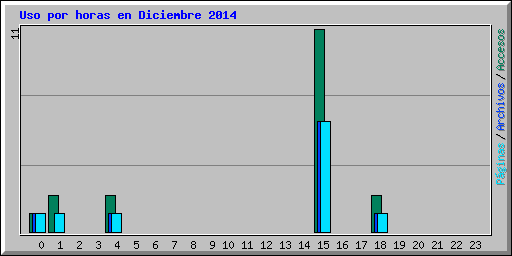 Uso por horas en Diciembre 2014
11
Páginas/Archivos/Accesos
0 1 2 3 4 5 6 7 8 9 10 11 12 13 14 15 16 17 18 19 20 21 22 23